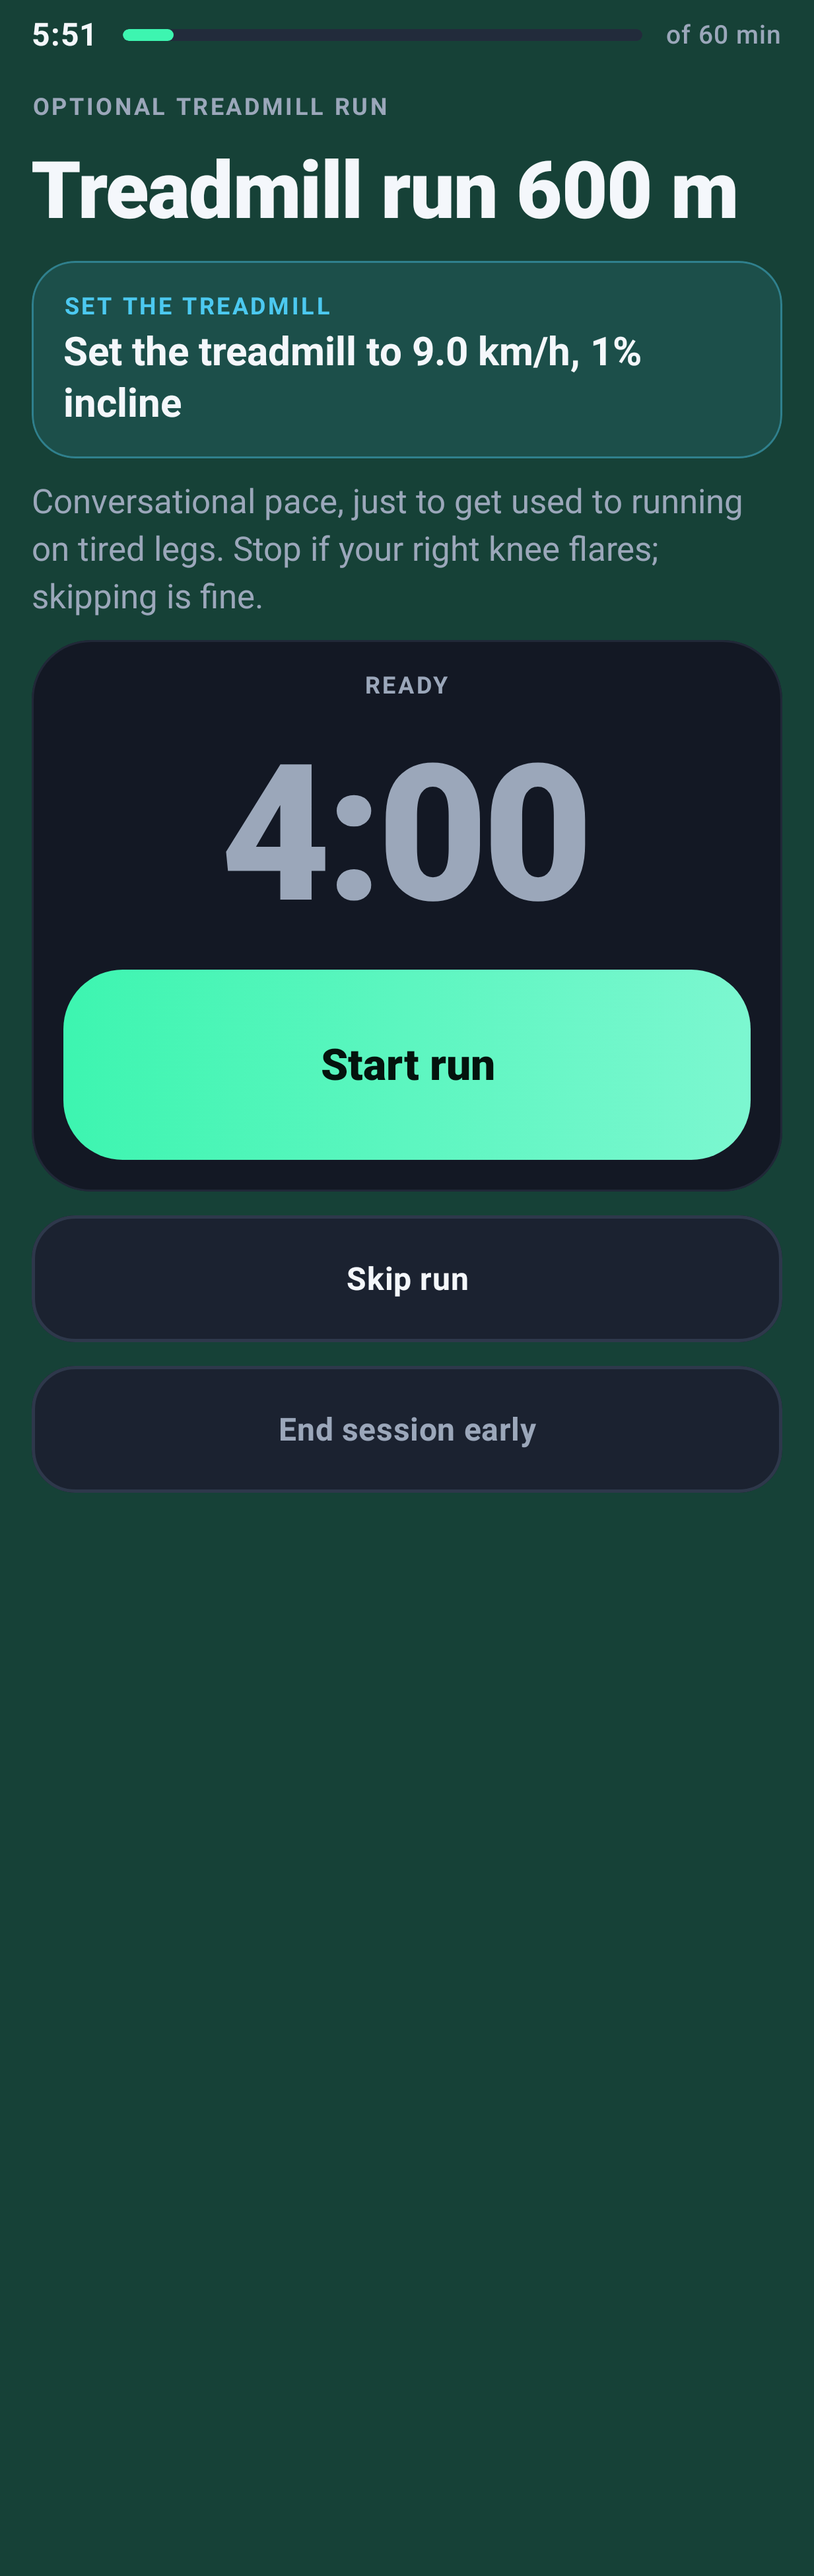 5:51
of 60 min
OPTIONAL TREADMILL RUN
Treadmill run 600 m
SET THE TREADMILL
Set the treadmill to 9.0 km/h, 1%
incline
Conversational pace, just to get used to running
on tired legs. Stop if your right knee flares;
skipping is fine.
READY
4:00
Start run
Skip run
End session early